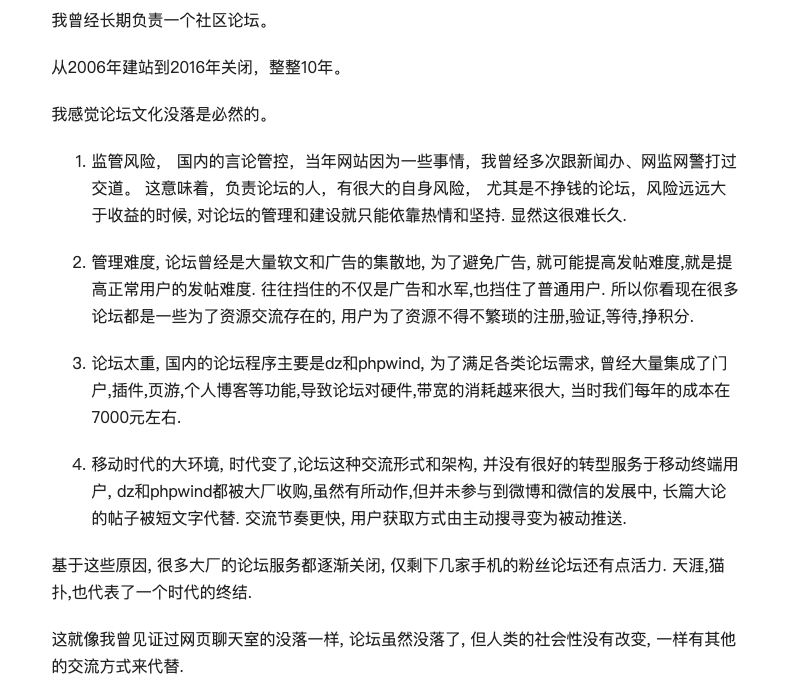 我曾经长期负责一个社区论坛。
从2006年建站到2016年关闭，整整10年。
我感觉论坛文化没落是必然的。
1. 监管风险， 国内的言论管控，当年网站因为一些事情，我曾经多次跟新闻办、网监网警打过
交道。 这意味着，负责论坛的人，有很大的自身风险， 尤其是不挣钱的论坛，风险远远大
于收益的时候, 对论坛的管理和建设就只能依靠热情和坚持. 显然这很难长久.
2. 管理难度, 论坛曾经是大量软文和广告的集散地, 为了避免广告, 就可能提高发帖难度,就是提
高正常用户的发帖难度. 往往挡住的不仅是广告和水军,也挡住了普通用户. 所以你看现在很多
论坛都是一些为了资源交流存在的, 用户为了资源不得不繁琐的注册,验证,等待,挣积分.
3. 论坛太重, 国内的论坛程序主要是dz和phpwind, 为了满足各类论坛需求, 曾经大量集成了门
户,插件,页游,个人博客等功能,导致论坛对硬件,带宽的消耗越来很大, 当时我们每年的成本在
7000元左右.
4. 移动时代的大环境, 时代变了,论坛这种交流形式和架构, 并没有很好的转型服务于移动终端用
户, dz和phpwind都被大厂收购,虽然有所动作,但并未参与到微博和微信的发展中, 长篇大论
的帖子被短文字代替. 交流节奏更快, 用户获取方式由主动搜寻变为被动推送.
基于这些原因, 很多大厂的论坛服务都逐渐关闭, 仅剩下几家手机的粉丝论坛还有点活力. 天涯,猫
扑,也代表了一个时代的终结.
这就像我曾见证过网页聊天室的没落一样, 论坛虽然没落了, 但人类的社会性没有改变, 一样有其他
的交流方式来代替.